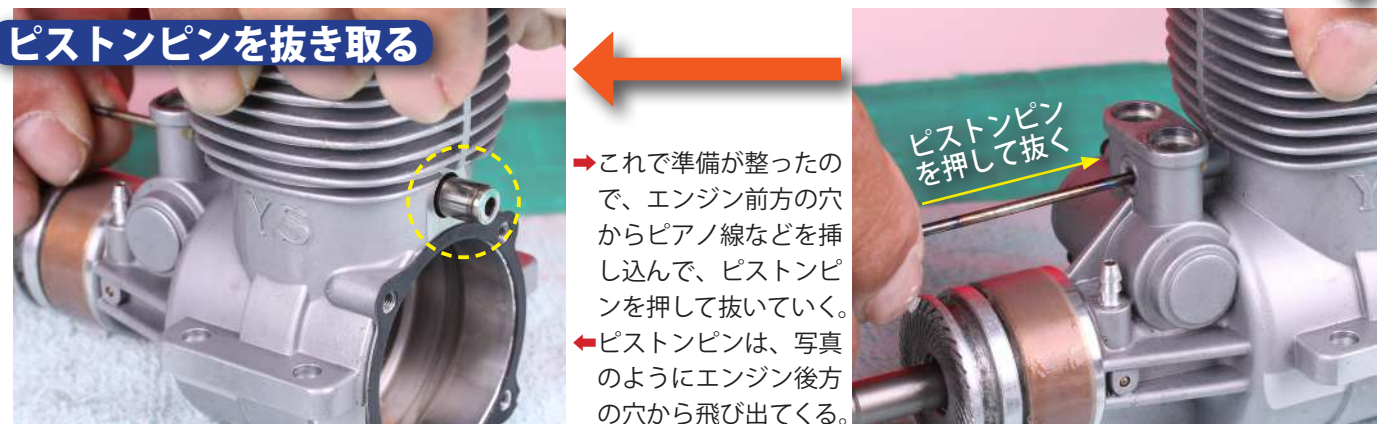 ピストンピンを抜き取る
➡これで準備が整ったの
で、エンジン前方の穴
からピアノ線などを挿
し込んで、ピストンピ
ンを押して抜いていく。
⬅ピストンピンは、写真
のようにエンジン後方
の穴から飛び出てくる。
ピストンピン
を押して抜く
YS
Y